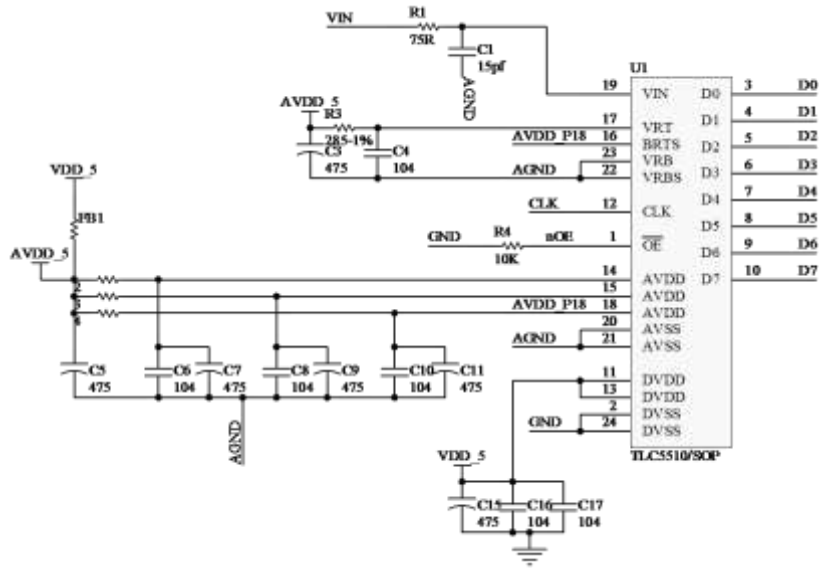 VIN
R1
75R
C1
15pf
AGND
U1
19 VIN D0 3 D0
AVDD_5
R3
285-1%
17 VRT D1 4 D1
AVDD_P18 16 BRTS D2 5 D2
C3
475
C4
104
23 VRB
AGND 22 VRBS D3 6 D3
VDD_5
CLK 12 CLK D4 7 D4
FB1
D5 8 D5
GND R4 nOE 1 OE
10K
D6 9 D6
AVDD_5
14 AVDD D7 10 D7
15 AVDD
AVDD_P18 18 AVDD
20 AVSS
AGND 21 AVSS
C5
475
C6
104
C7
475
C8
104
C9
475
C10
104
C11
475
11 DVDD
13 DVDD
2 DVSS
GND 24 DVSS
AGND
TLC5510/SOP
VDD_5
C15
475
C16
104
C17
104